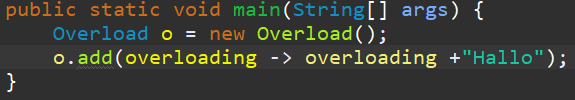 public static void main(String[] args) {
Overload o = new Overload();
o.add(overloading -> overloading +"Hallo");
}